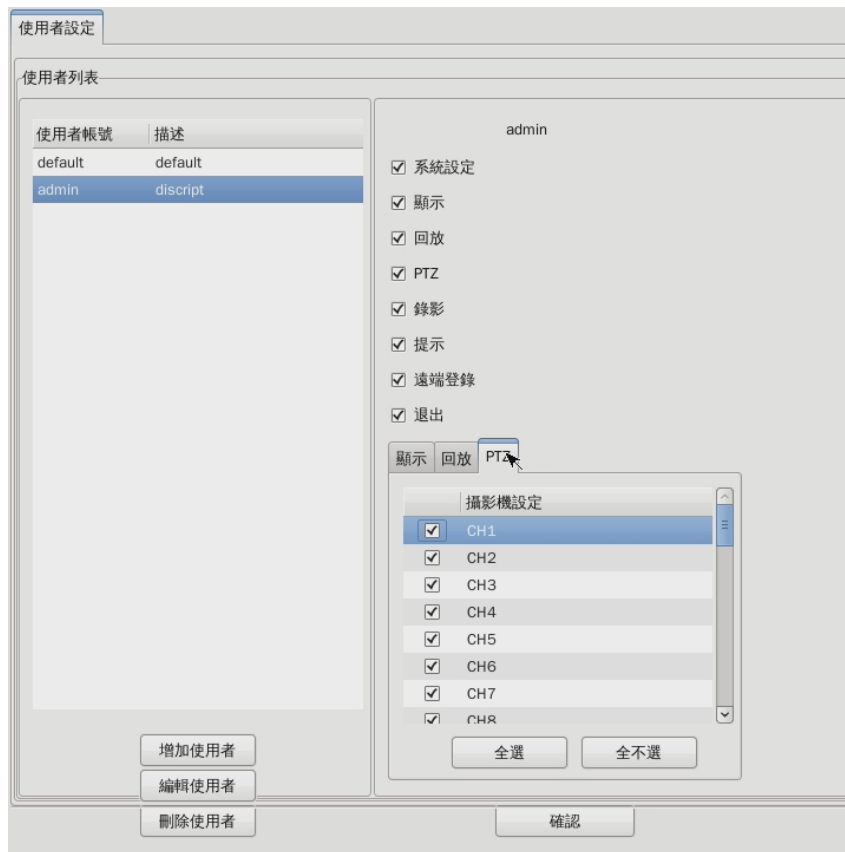 使用者設定
使用者列表
使用者帳號 描述
default default
admin discript
admin
系統設定
顯示
回放
PTZ
錄影
提示
遠端登錄
退出
顯示 回放 PTZ
攝影機設定
CH1
CH2
CH3
CH4
CH5
CH6
CH7
CH8
全選 全不選
增加使用者
編輯使用者
刪除使用者
確認